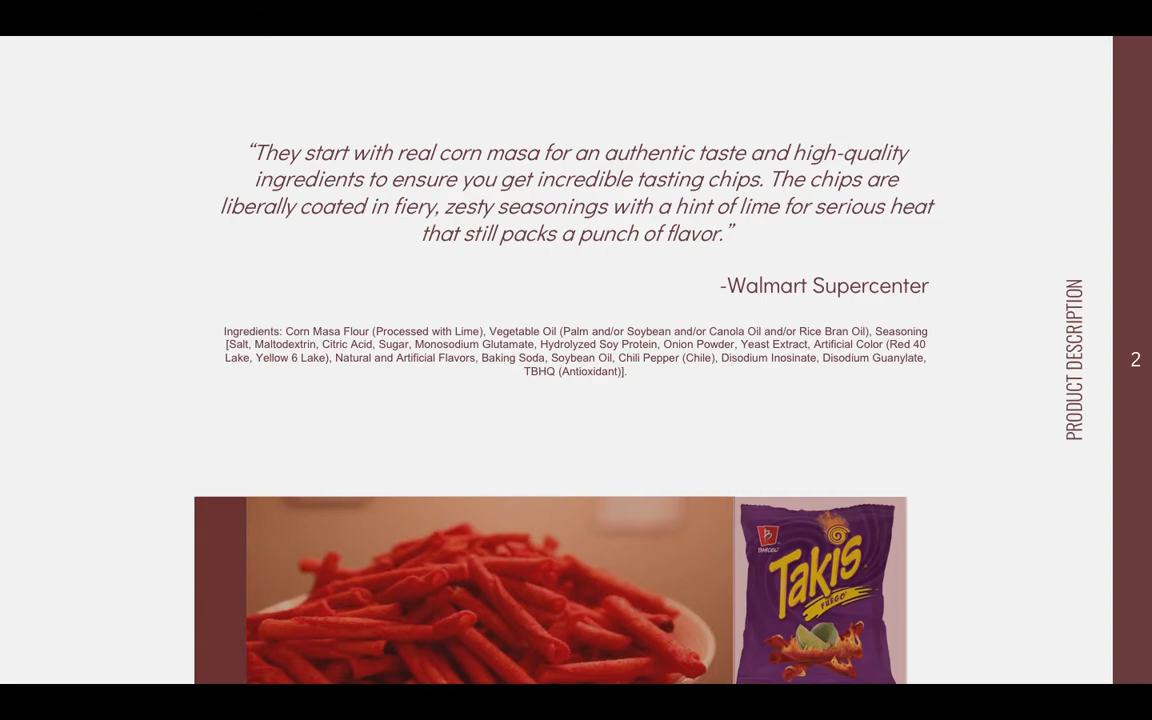 “They start with real corn masa for an authentic taste and high-quality
ingredients to ensure you get incredible tasting chips. The chips are
liberally coated in fiery, zesty seasonings with a hint of lime for serious heat
that still packs a punch of flavor.”
-Walmart Supercenter
Ingredients: Corn Masa Flour (Processed with Lime), Vegetable Oil (Palm and/or Soybean and/or Canola Oil and/or Rice Bran Oil), Seasoning
[Salt, Maltodextrin, Citric Acid, Sugar, Monosodium Glutamate, Hydrolyzed Soy Protein, Onion Powder, Yeast Extract, Artificial Color (Red 40
Lake, Yellow 6 Lake), Natural and Artificial Flavors, Baking Soda, Soybean Oil, Chili Pepper (Chile), Disodium Inosinate, Disodium Guanylate,
TBHQ (Antioxidant)].
PRODUCT DESCRIPTION
2
Barcel
Takis
FUEGO